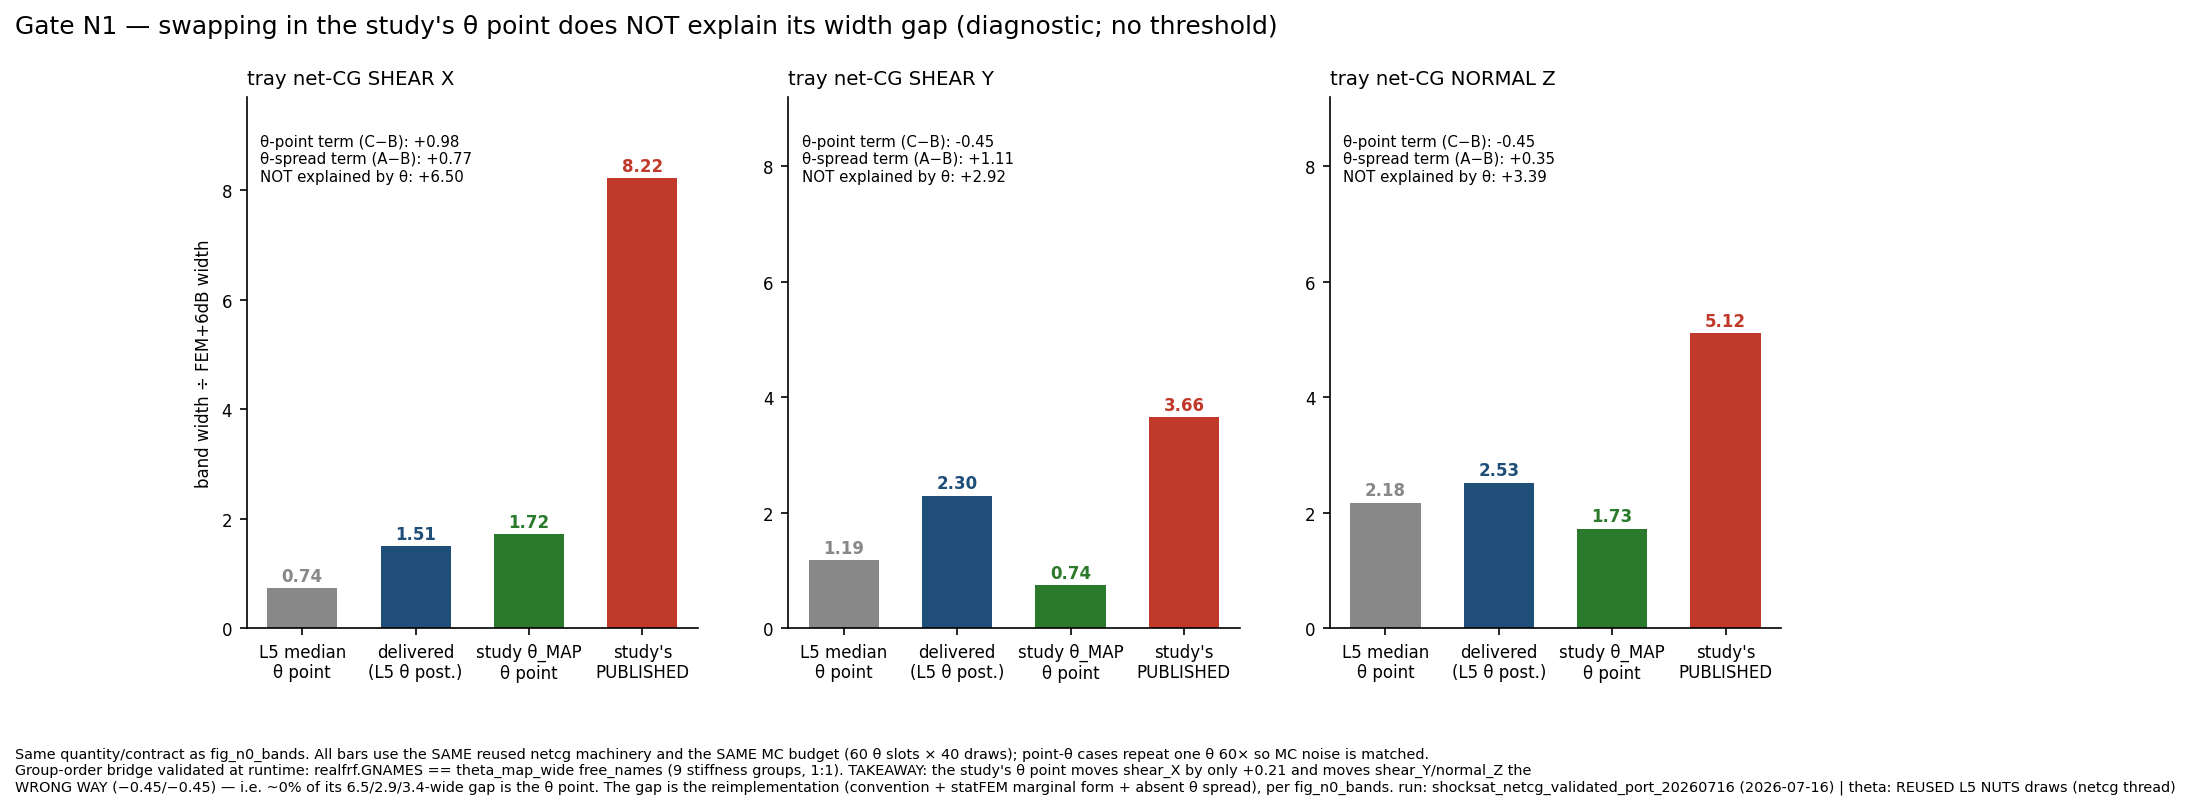 Gate N1 — swapping in the study's θ point does NOT explain its width gap (diagnostic; no threshold)
tray net-CG SHEAR X
θ-point term (C−B): +0.98
θ-spread term (A−B): +0.77
NOT explained by θ: +6.50
band width ÷ FEM+6dB width
8
6
4
2
0
0.74
1.51
1.72
8.22
L5 median
θ point
delivered
(L5 θ post.)
study θ_MAP
θ point
study's
PUBLISHED
tray net-CG SHEAR Y
θ-point term (C−B): -0.45
θ-spread term (A−B): +1.11
NOT explained by θ: +2.92
8
6
4
2
0
1.19
2.30
0.74
3.66
L5 median
θ point
delivered
(L5 θ post.)
study θ_MAP
θ point
study's
PUBLISHED
tray net-CG NORMAL Z
θ-point term (C−B): -0.45
θ-spread term (A−B): +0.35
NOT explained by θ: +3.39
8
6
4
2
0
2.18
2.53
1.73
5.12
L5 median
θ point
delivered
(L5 θ post.)
study θ_MAP
θ point
study's
PUBLISHED
Same quantity/contract as fig_n0_bands. All bars use the SAME reused netcg machinery and the SAME MC budget (60 θ slots × 40 draws); point-θ cases repeat one θ 60× so MC noise is matched.
Group-order bridge validated at runtime: realfrf.GNAMES == theta_map_wide free_names (9 stiffness groups, 1:1). TAKEAWAY: the study's θ point moves shear_X by only +0.21 and moves shear_Y/normal_Z the
WRONG WAY (−0.45/−0.45) — i.e. ~0% of its 6.5/2.9/3.4-wide gap is the θ point. The gap is the reimplementation (convention + statFEM marginal form + absent θ spread), per fig_n0_bands. run: shocksat_netcg_validated_port_20260716 (2026-07-16) | theta: REUSED L5 NUTS draws (netcg thread)